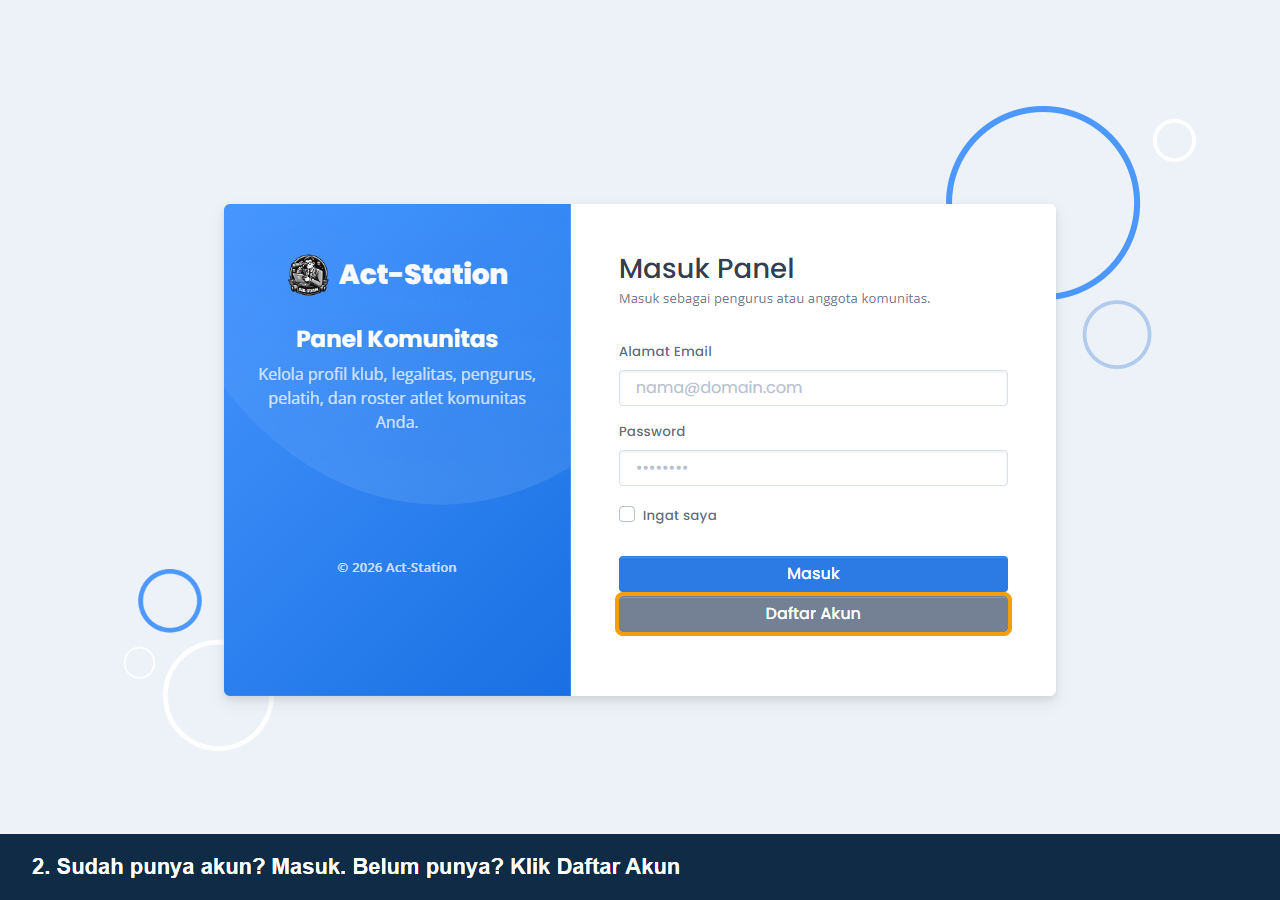 Act-Station
Panel Komunitas
Kelola profil klub, legalitas, pengurus,
pelatih, dan roster atlet komunitas
Anda.
© 2026 Act-Station
Masuk Panel
Masuk sebagai pengurus atau anggota komunitas.
Alamat Email
nama@domain.com
Password
••••••••
Ingat saya
Masuk
Daftar Akun
2. Sudah punya akun? Masuk. Belum punya? Klik Daftar Akun